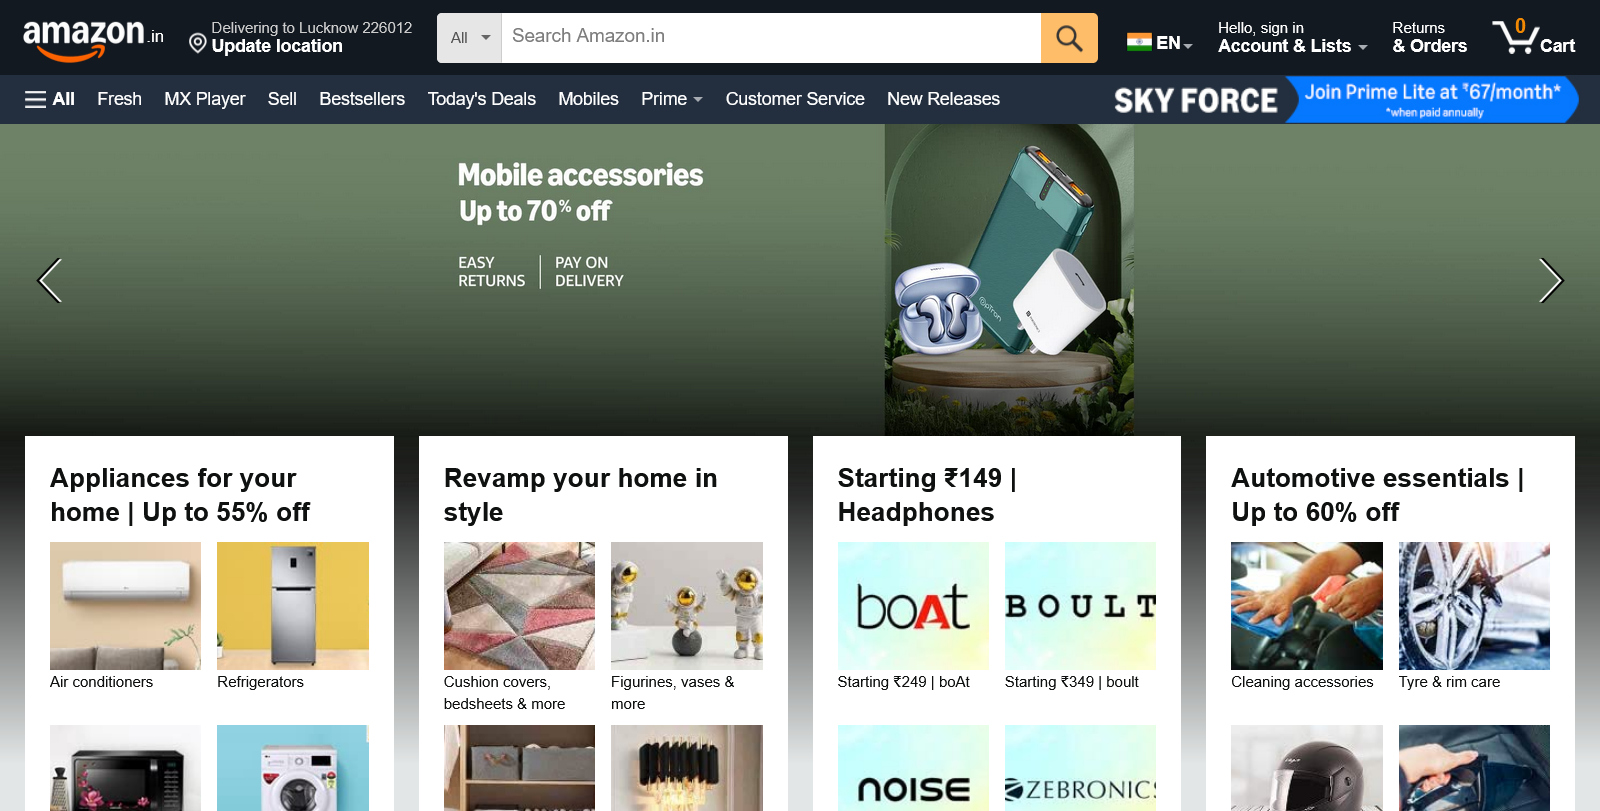 amazon.in
Delivering to Lucknow 226012
Update location
All
Search Amazon.in
EN
Hello, sign in
Account & Lists
Returns
& Orders
0
Cart
All
Fresh
MX Player
Sell
Bestsellers
Today's Deals
Mobiles
Prime
Customer Service
New Releases
SKY FORCE
Join Prime Lite at ₹67/month*
*when paid annually
Mobile accessories
Up to 70% off
EASY
RETURNS
PAY ON
DELIVERY
pTron
Appliances for your
home | Up to 55% off
Air conditioners
Refrigerators
Revamp your home in
style
Cushion covers,
bedsheets & more
Figurines, vases &
more
Starting ₹149 |
Headphones
boAt
BOULT
Starting ₹249 | boAt
Starting ₹349 | boult
NOISE
ZEBRONICS
Automotive essentials |
Up to 60% off
Cleaning accessories
Tyre & rim care